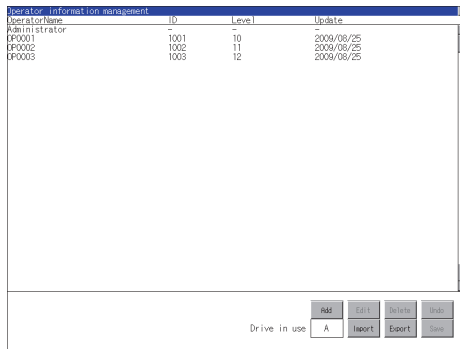 Operator information management
OperatorName ID Level Update
Administrator - - -
OP0001 1001 10 2009/08/25
OP0002 1002 11 2009/08/25
OP0003 1003 12 2009/08/25
Add Edit Delete Undo
Drive in use A Import Export Save